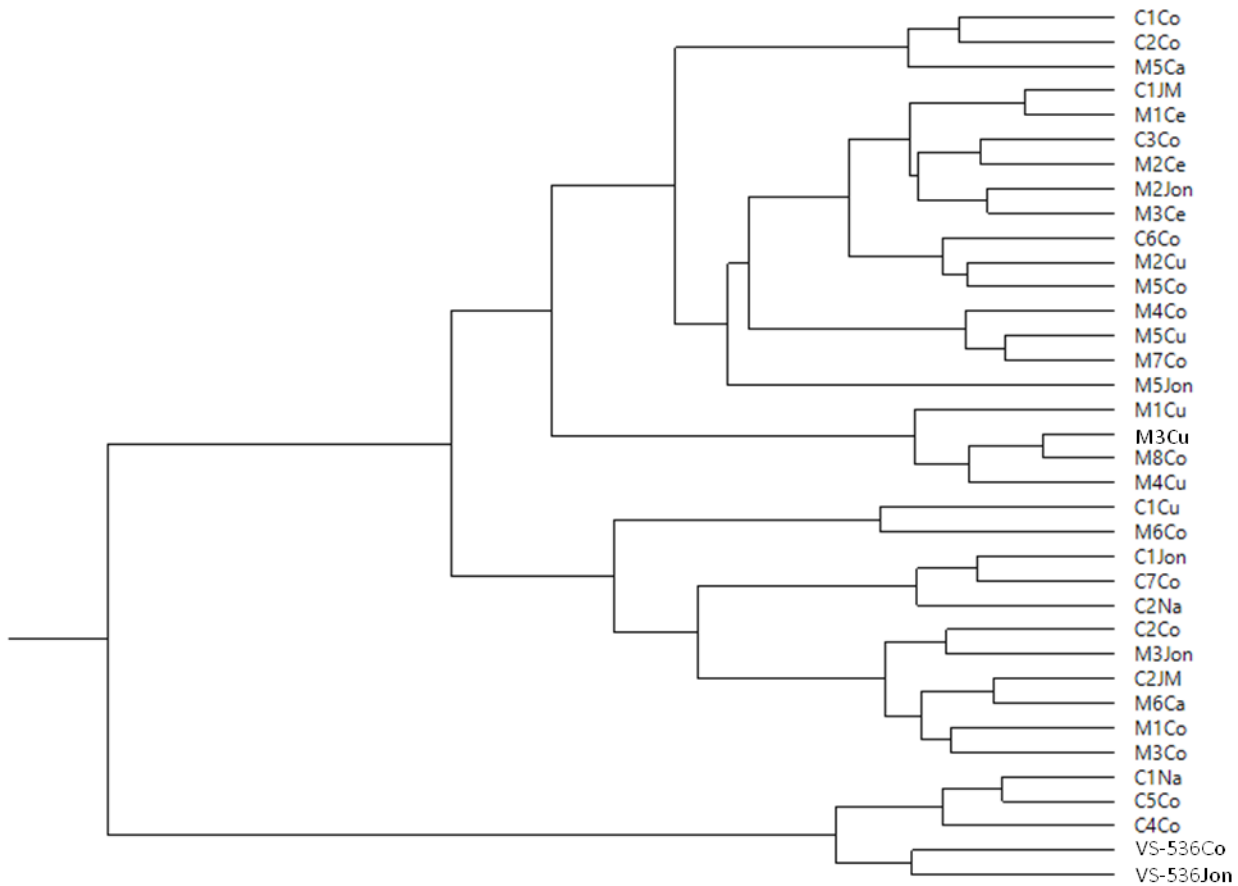 C1Co
C2Co
M5Ca
C1JM
M1Ce
C3Co
M2Ce
M2Jon
M3Ce
C6Co
M2Cu
M5Co
M4Co
M5Cu
M7Co
M5Jon
M1Cu
M3Cu
M8Co
M4Cu
C1Cu
M6Co
C1Jon
C7Co
C2Na
C2Co
M3Jon
C2JM
M6Ca
M1Co
M3Co
C1Na
C5Co
C4Co
VS-536Co
VS-536Jon